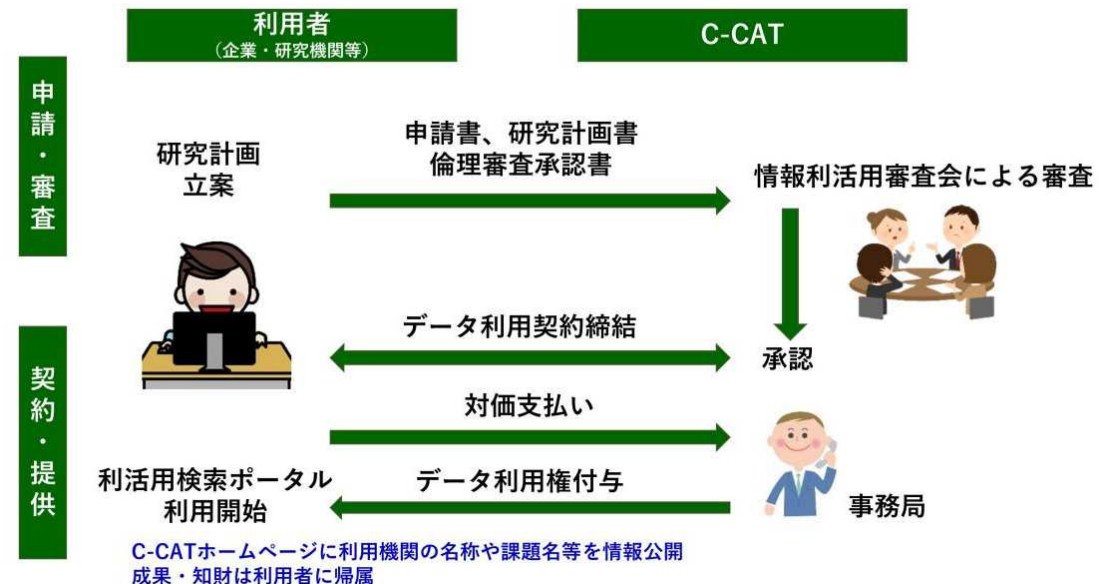 利用者
（企業・研究機関等）
C-CAT
申請・審査
研究計画
立案
申請書、研究計画書
倫理審査承認書
情報利活用審査会による審査
データ利用契約締結
承認
契約・提供
対価支払い
利活用検索ポータル
利用開始
データ利用権付与
事務局
C-CATホームページに利用機関の名称や課題名等を情報公開
成果・知財は利用者に帰属